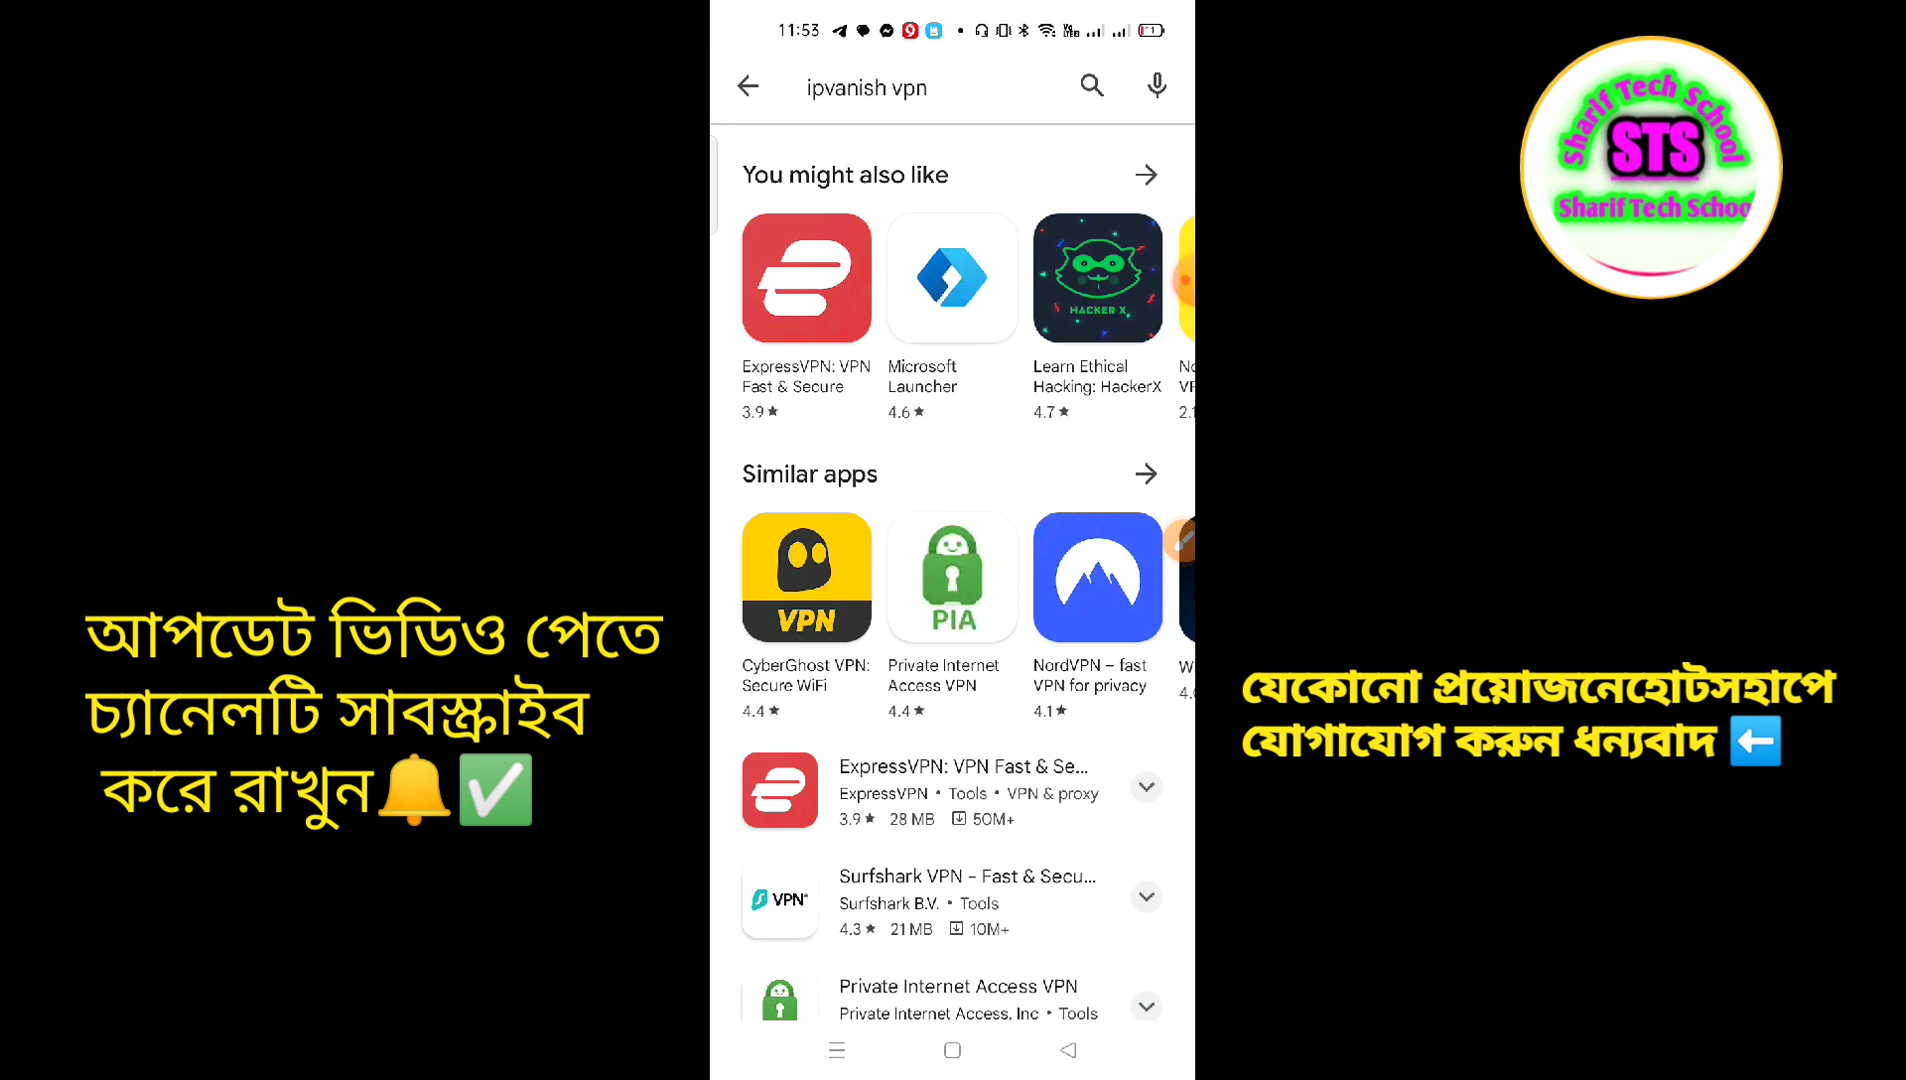 11:53
ipvanish vpn
You might also like
HACKER X
ExpressVPN: VPN
Fast & Secure
3.9★
Microsoft
Launcher
4.6★
Learn Ethical
Hacking: HackerX
4.7★
2.1
Similar apps
VPN
PIA
CyberGhost VPN:
Secure WiFi
4.4★
Private Internet
Access VPN
4.4★
NordVPN – fast
VPN for privacy
4.1★
ExpressVPN: VPN Fast & Se...
ExpressVPN • Tools • VPN & proxy
3.9★ 28 MB 50M+
VPN
Surfshark VPN – Fast & Secu...
Surfshark B.V. • Tools
4.3★ 21 MB 10M+
Private Internet Access VPN
Private Internet Access, Inc • Tools
Sharif Tech School
STS
Sharif Tech Schoo
আপডেট ভিডিও পেতে
চ্যানেলটি সাবস্ক্রাইব
করে রাখুন🔔✅
যেকোনো প্রয়োজনেহোটসহাপে
যোগাযোগ করুন ধন্যবাদ ⬅️